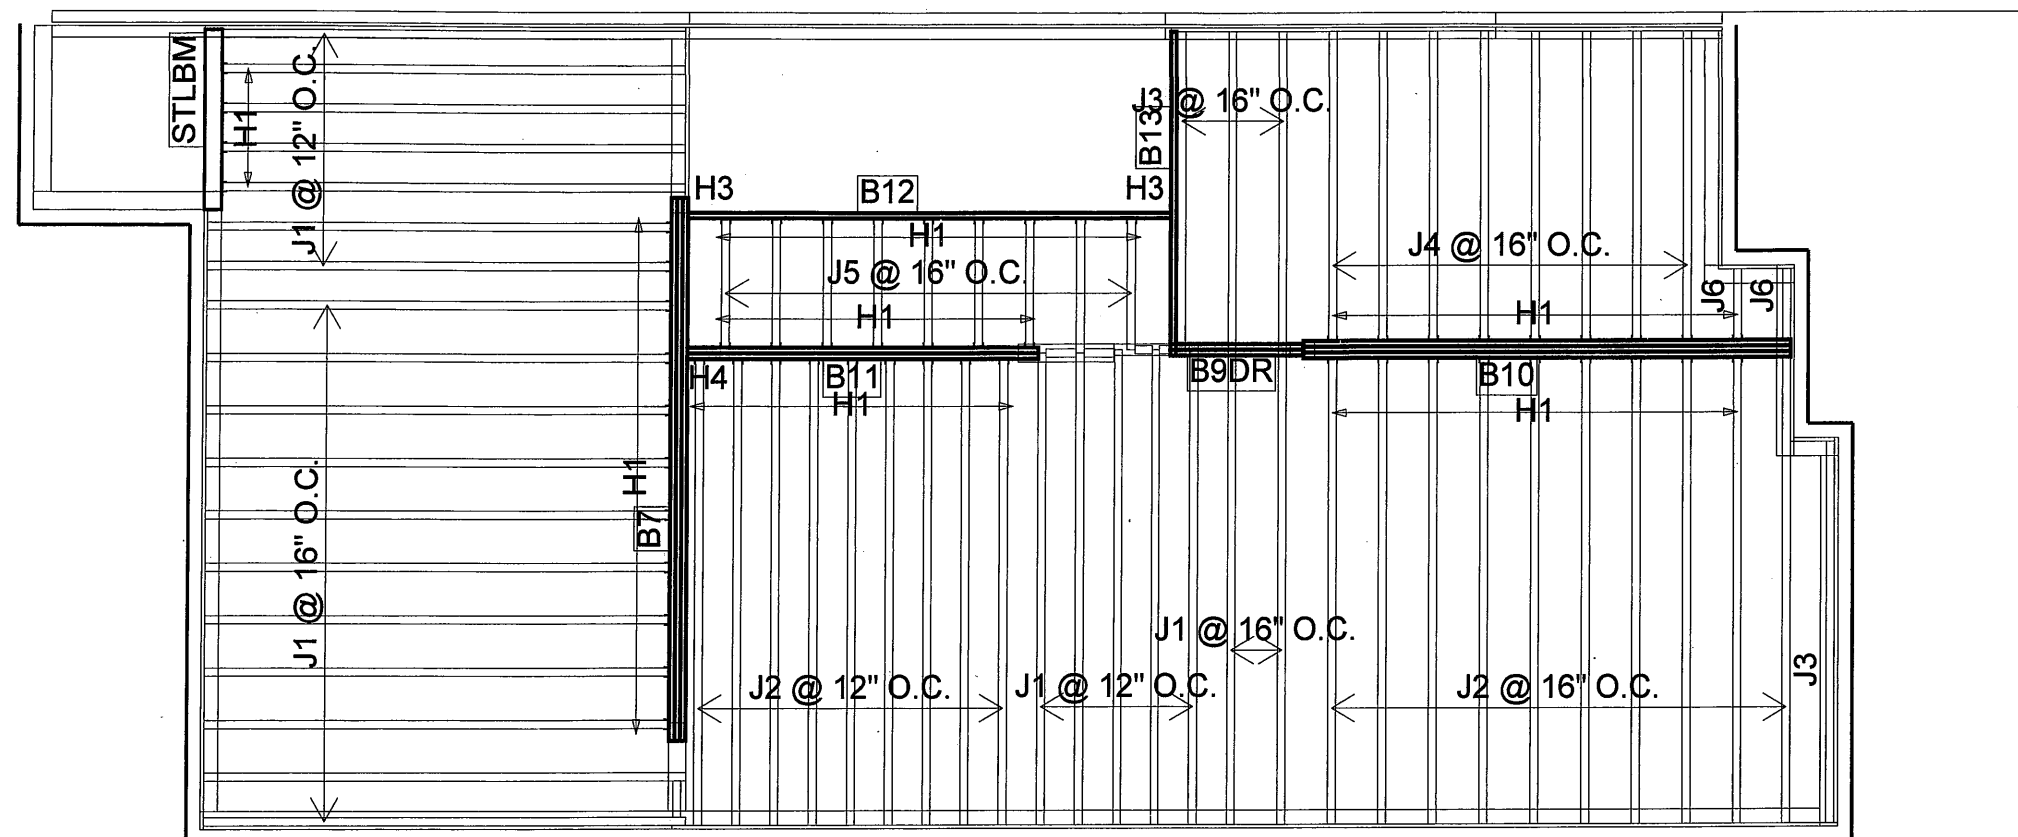 STLBM
H1
J1 @ 12" O.C.
J3 @ 16" O.C.
B13
H3
B12
H3
H1
J4 @ 16" O.C.
J5 @ 16" O.C.
J6
J6
H1
H1
H4
B11
B9DR
B10
H1
H1
H1
B7
J1 @ 16" O.C.
J1 @ 16" O.C.
J2 @ 12" O.C.
J1 @ 12" O.C.
J2 @ 16" O.C.
J3